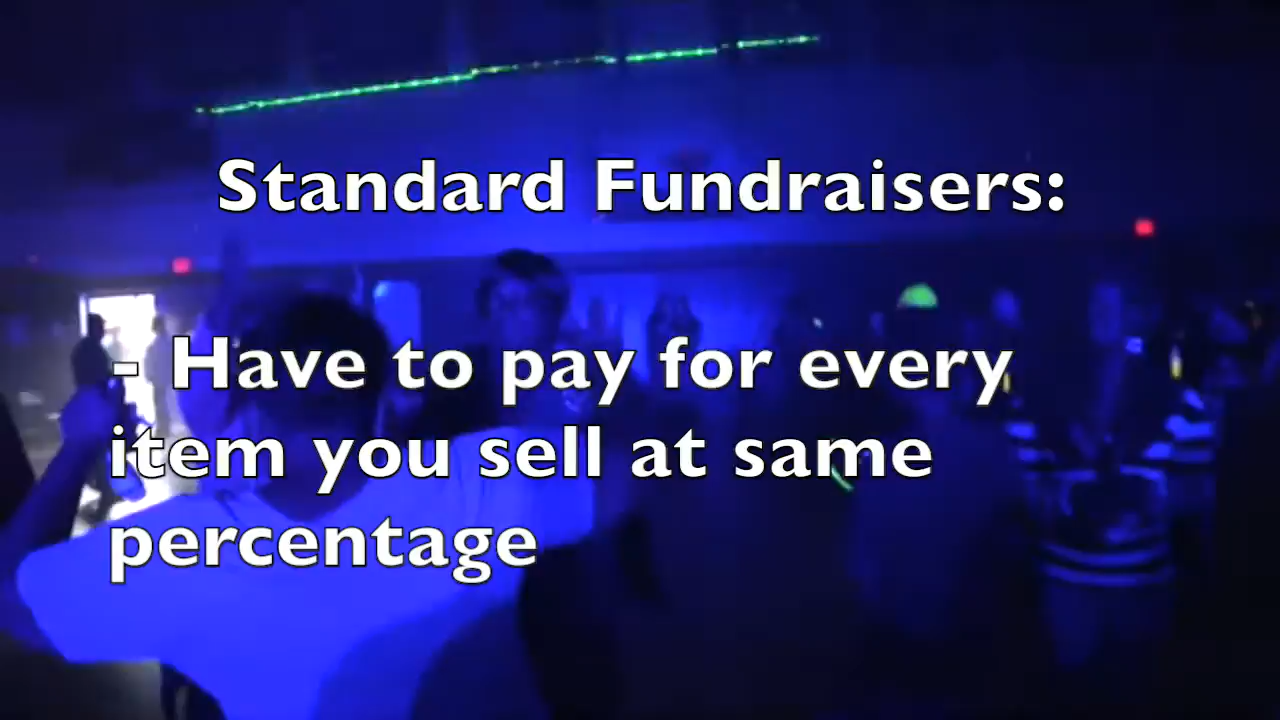 Standard Fundraisers:
- Have to pay for every
item you sell at same
percentage